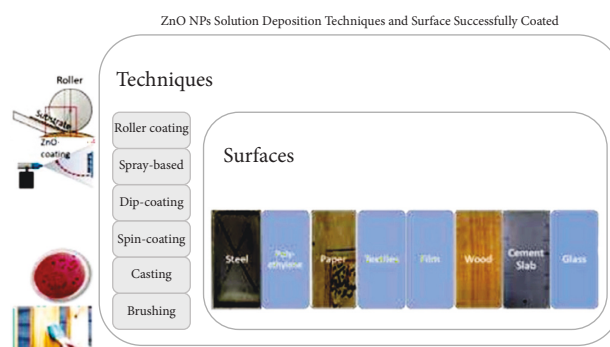 ZnO NPs Solution Deposition Techniques and Surface Successfully Coated
Techniques
Roller
Substrate
ZnO-
coating
Roller coating
Spray-based
Dip-coating
Spin-coating
Casting
Brushing
Surfaces
Steel
Poly-
ethylene
Paper
Textiles
Film
Wood
Cement
Slab
Glass